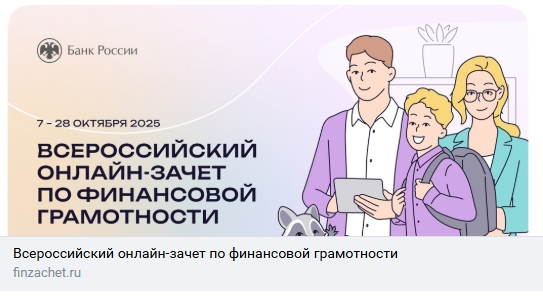 Банк России
7 – 28 ОКТЯБРЯ 2025
ВСЕРОССИЙСКИЙ
ОНЛАЙН-ЗАЧЕТ
ПО ФИНАНСОВОЙ
ГРАМОТНОСТИ
Всероссийский онлайн-зачет по финансовой грамотности
finzachet.ru